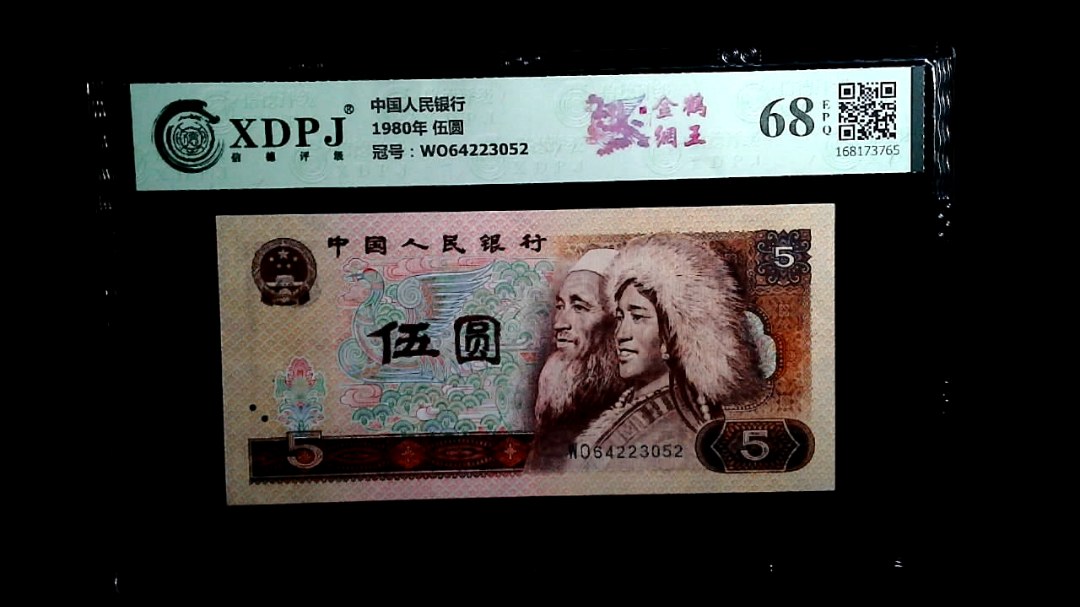 XDPJ®
信德评级
中国人民银行
1980年 伍圆
冠号：WO64223052
金鹤
绸王
68
EPQ
168173765
中国人民银行
5
伍圆
5
WO64223052
5